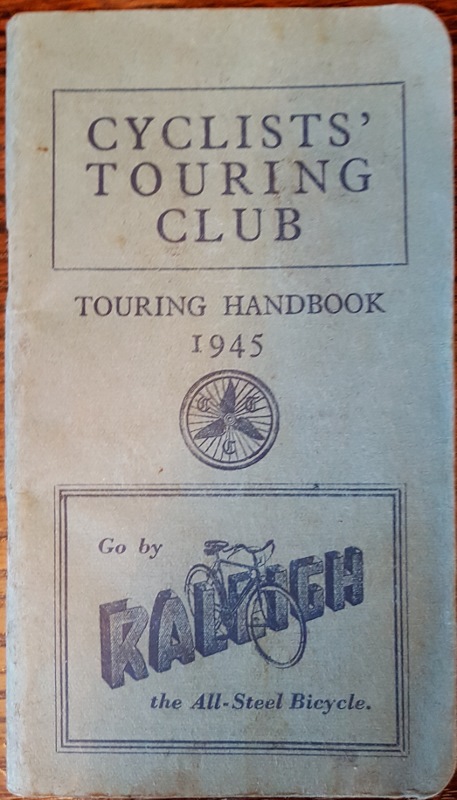 CYCLISTS'
TOURING
CLUB
TOURING HANDBOOK
1945
C T
C
Go by
RALEIGH
the All-Steel Bicycle.